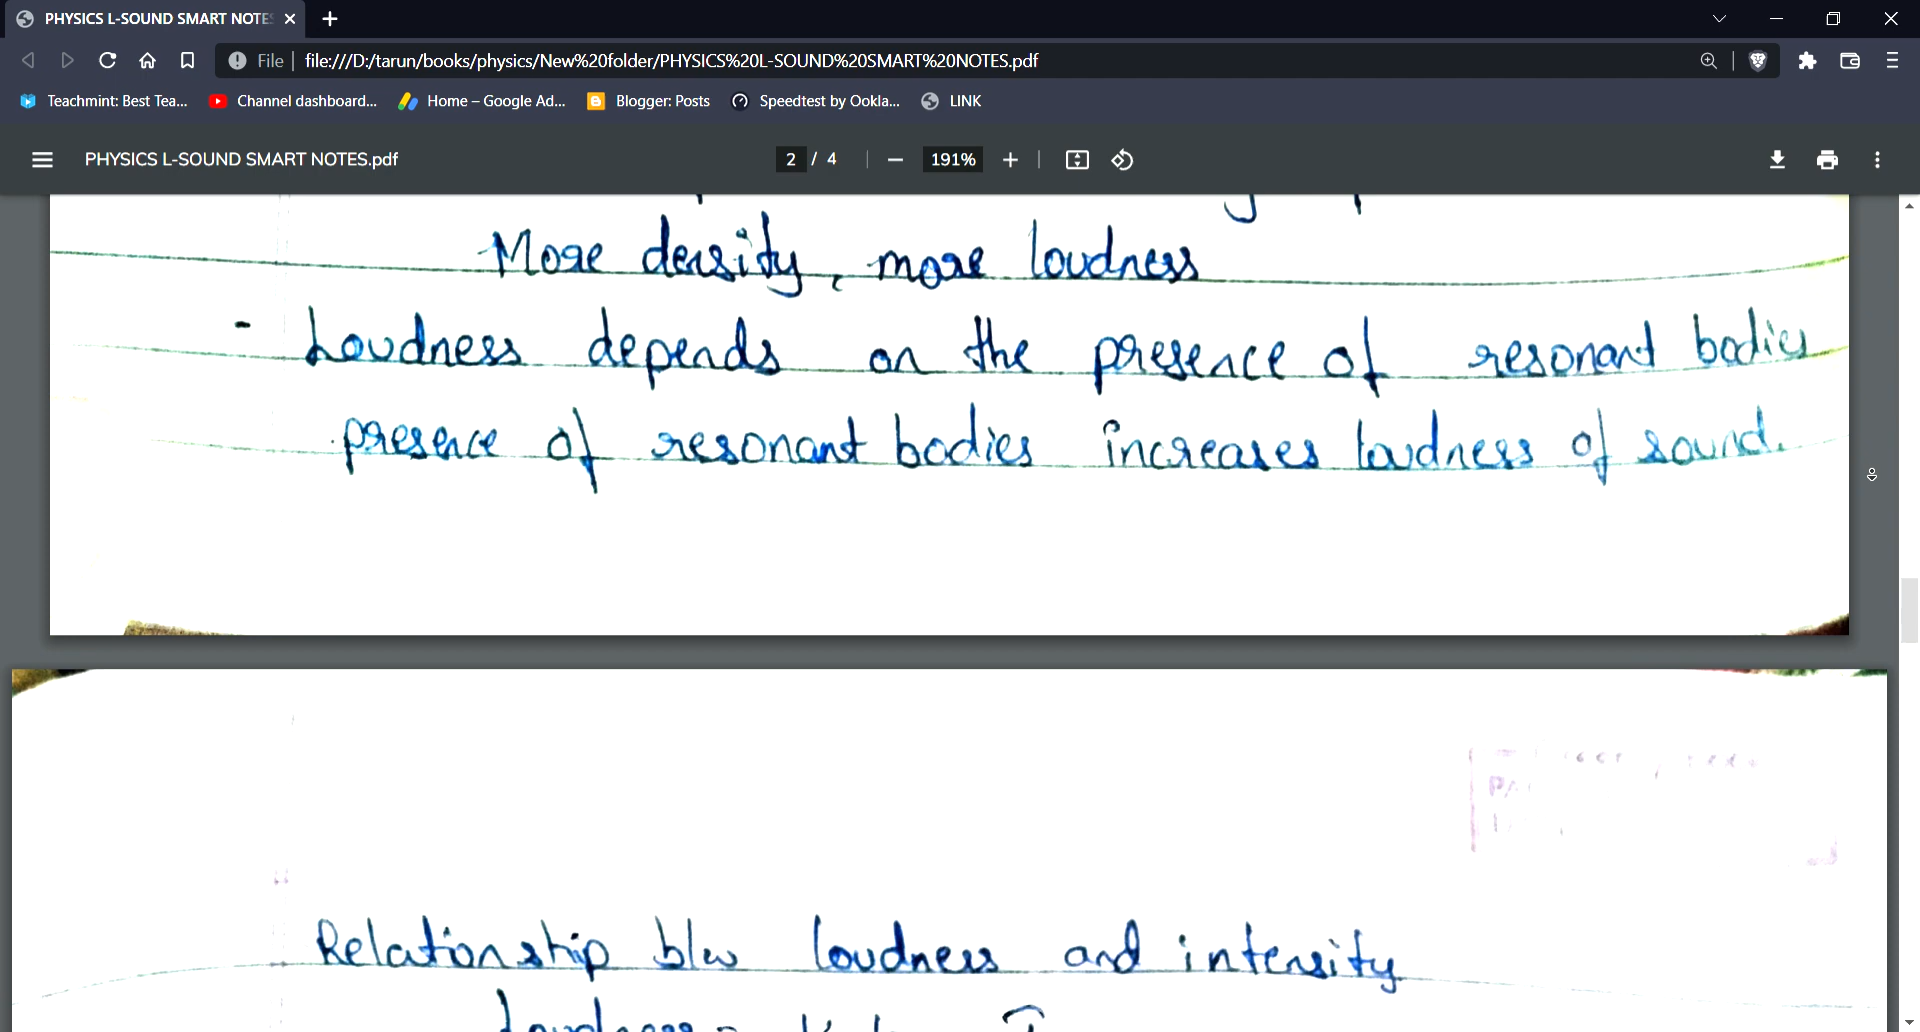 PHYSICS L-SOUND SMART NOTES
File file:///D:/tarun/books/physics/New%20folder/PHYSICS%20L-SOUND%20SMART%20NOTES.pdf
Teachmint: Best Tea... Channel dashboard... Home – Google Ad... Blogger: Posts Speedtest by Ookla... LINK
PHYSICS L-SOUND SMART NOTES.pdf 2 / 4 191%
More density, more loudness
- Loudness depends on the presence of resonant bodies
presence of resonant bodies increases loudness of sound.
Relationship b/w loudness and intensity
Loudness =